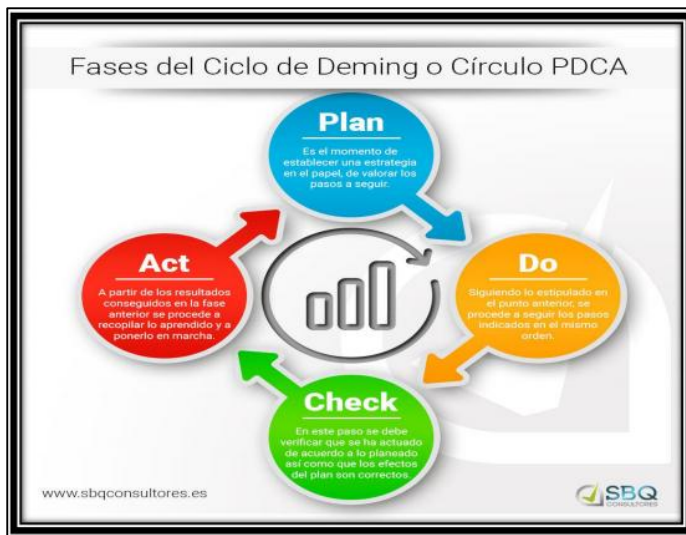 Fases del Ciclo de Deming o Círculo PDCA
Plan
Es el momento de
establecer una estrategia
en el papel, de valorar los
pasos a seguir.
Do
Siguiendo lo estipulado en
el punto anterior, se
procede a seguir los pasos
indicados en el mismo
orden.
Check
En este paso se debe
verificar que se ha actuado
de acuerdo a lo planeado
así como que los efectos
del plan son correctos.
Act
A partir de los resultados
conseguidos en la fase
anterior se procede a
recopilar lo aprendido y a
ponerlo en marcha.
www.sbqconsultores.es
SBQ
CONSULTORES